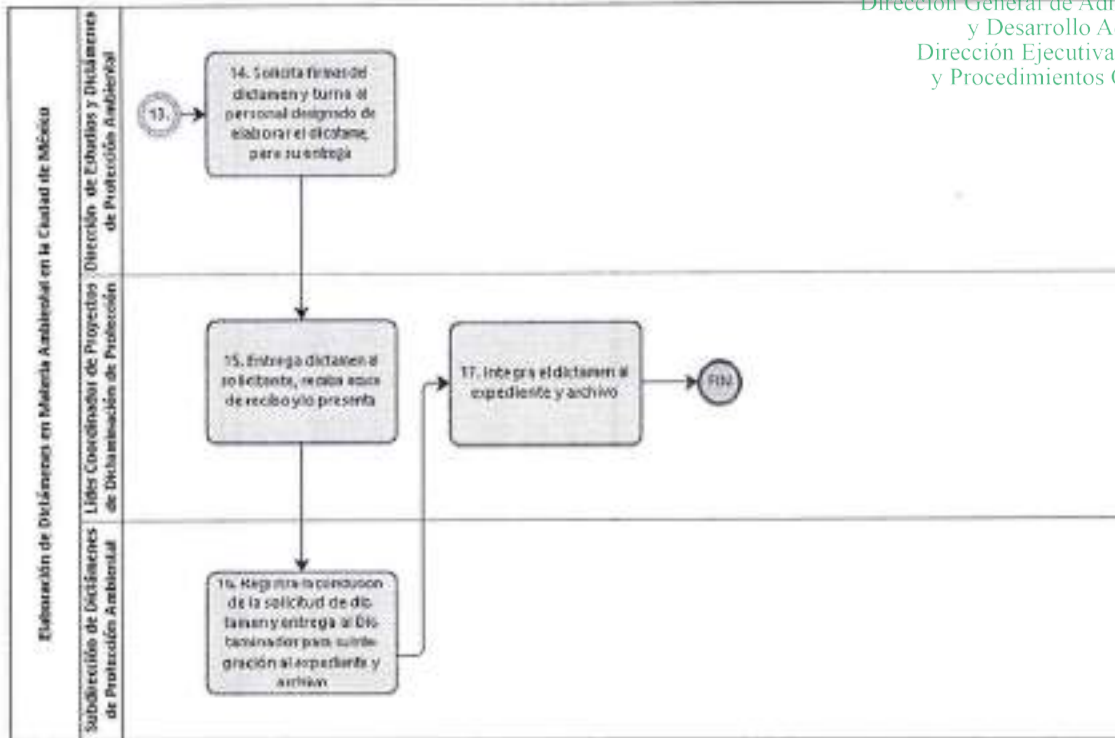 Dirección General de Adm
y Desarrollo A
Dirección Ejecutiva
y Procedimientos
Elaboración de Dictámenes en Materia Ambiental en la Ciudad de México
Dirección de Estudios y Dictámenes
de Protección Ambiental
13.
14. Solicita firmas del
dictamen y turna al
personal designado de
elaborar el dictamen,
para su entrega
Líder Coordinador de Proyectos
de Dictaminación de Protección
15. Entrega dictamen al
solicitante, recaba acuse
de recibo y lo presenta
17. Integra el dictamen al
expediente y archivo
FIN
Subdirección de Dictámenes
de Protección Ambiental
16. Registra la conclusión
de la solicitud de dic-
tamen y entrega al Dic-
taminador para su inte-
gración al expediente y
archivo